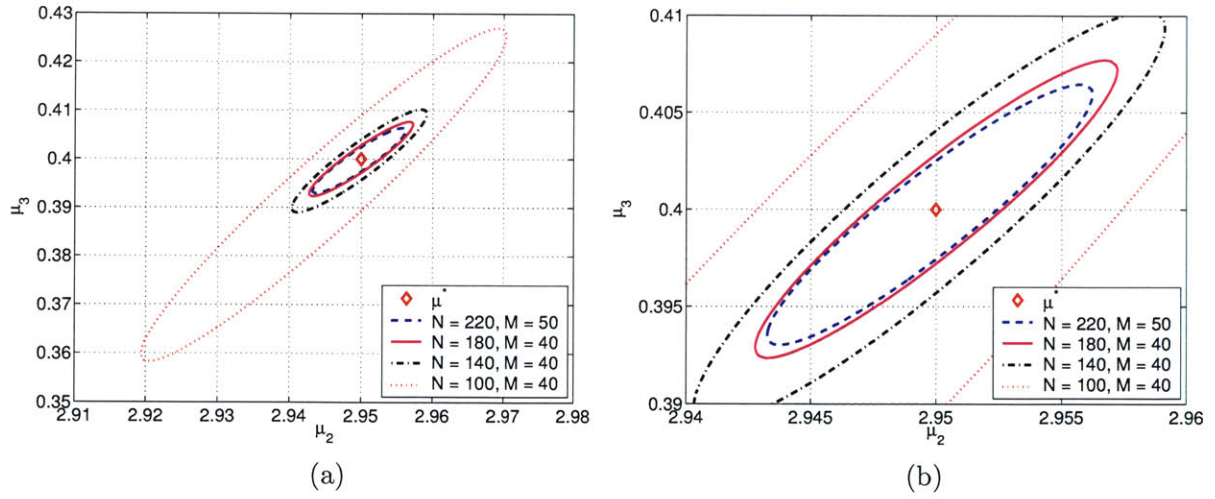 0.43
0.42
0.41
0.4
0.39
0.38
0.37
0.36
0.35
μ3
2.91
2.92
2.93
2.94
2.95
2.96
2.97
2.98
μ2
μ*
N = 220, M = 50
N = 180, M = 40
N = 140, M = 40
N = 100, M = 40
(a)
0.41
0.405
0.4
0.395
0.39
μ3
2.94
2.945
2.95
2.955
2.96
μ2
μ*
N = 220, M = 50
N = 180, M = 40
N = 140, M = 40
N = 100, M = 40
(b)